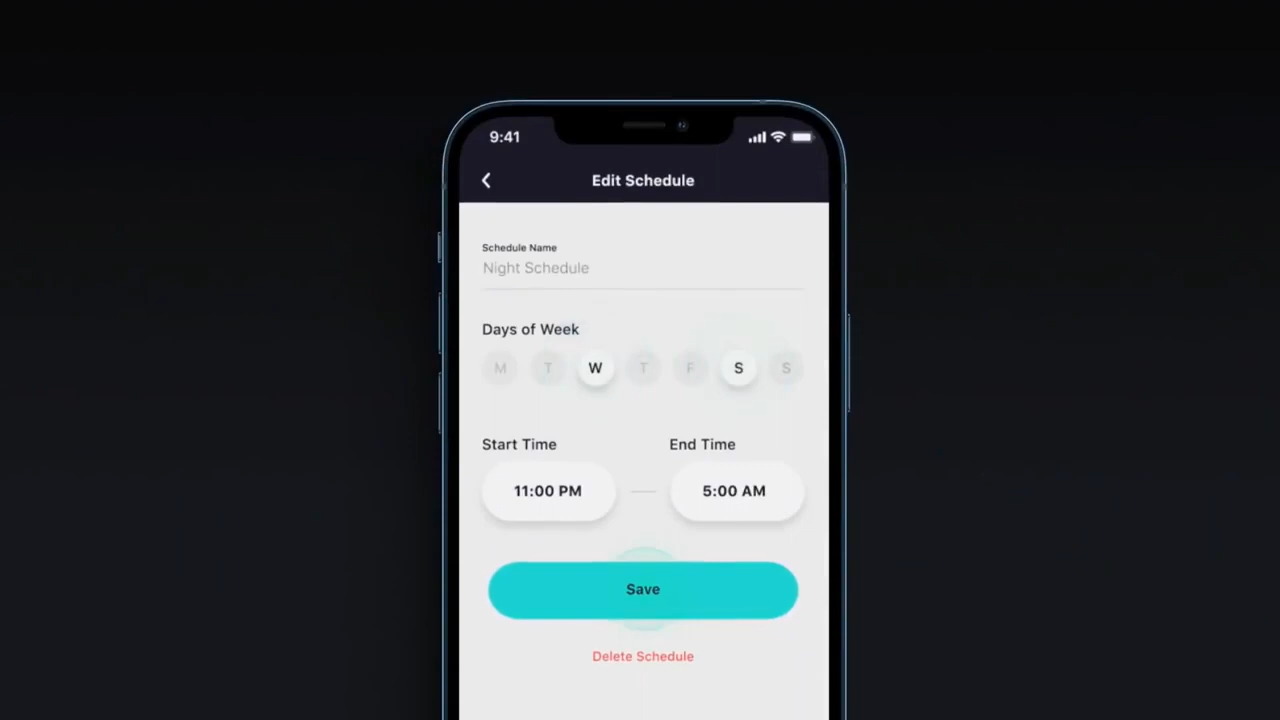 9:41
Edit Schedule
Schedule Name
Night Schedule
Days of Week
M T W T F S S
Start Time End Time
11:00 PM 5:00 AM
Save
Delete Schedule